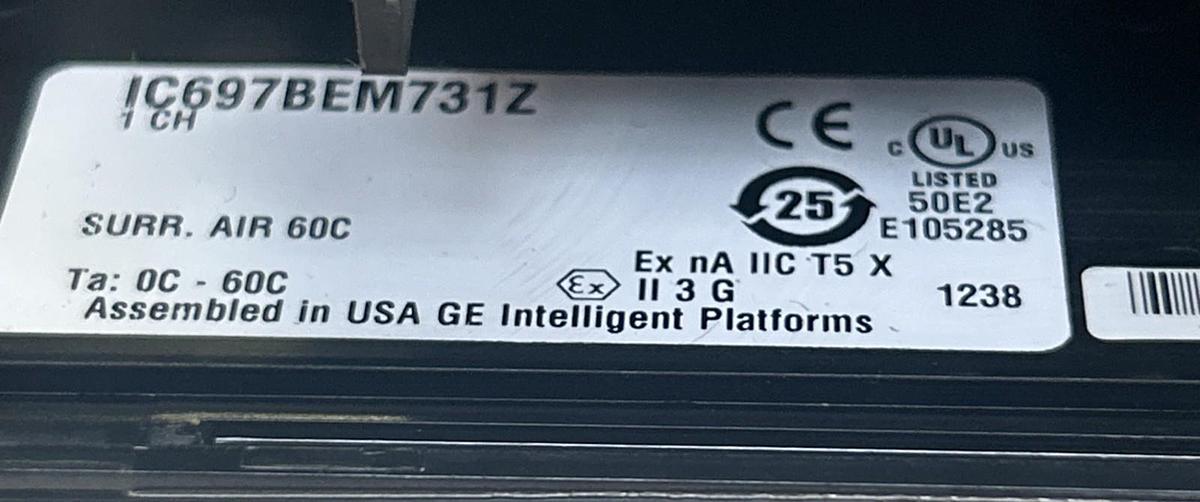 IC697BEM731Z
1 CH
CE
C UL US
LISTED
25
50E2
E105285
SURR. AIR 60C
Ex nA IIC T5 X
Ta: 0C - 60C
Ex II 3 G
1238
Assembled in USA GE Intelligent Platforms